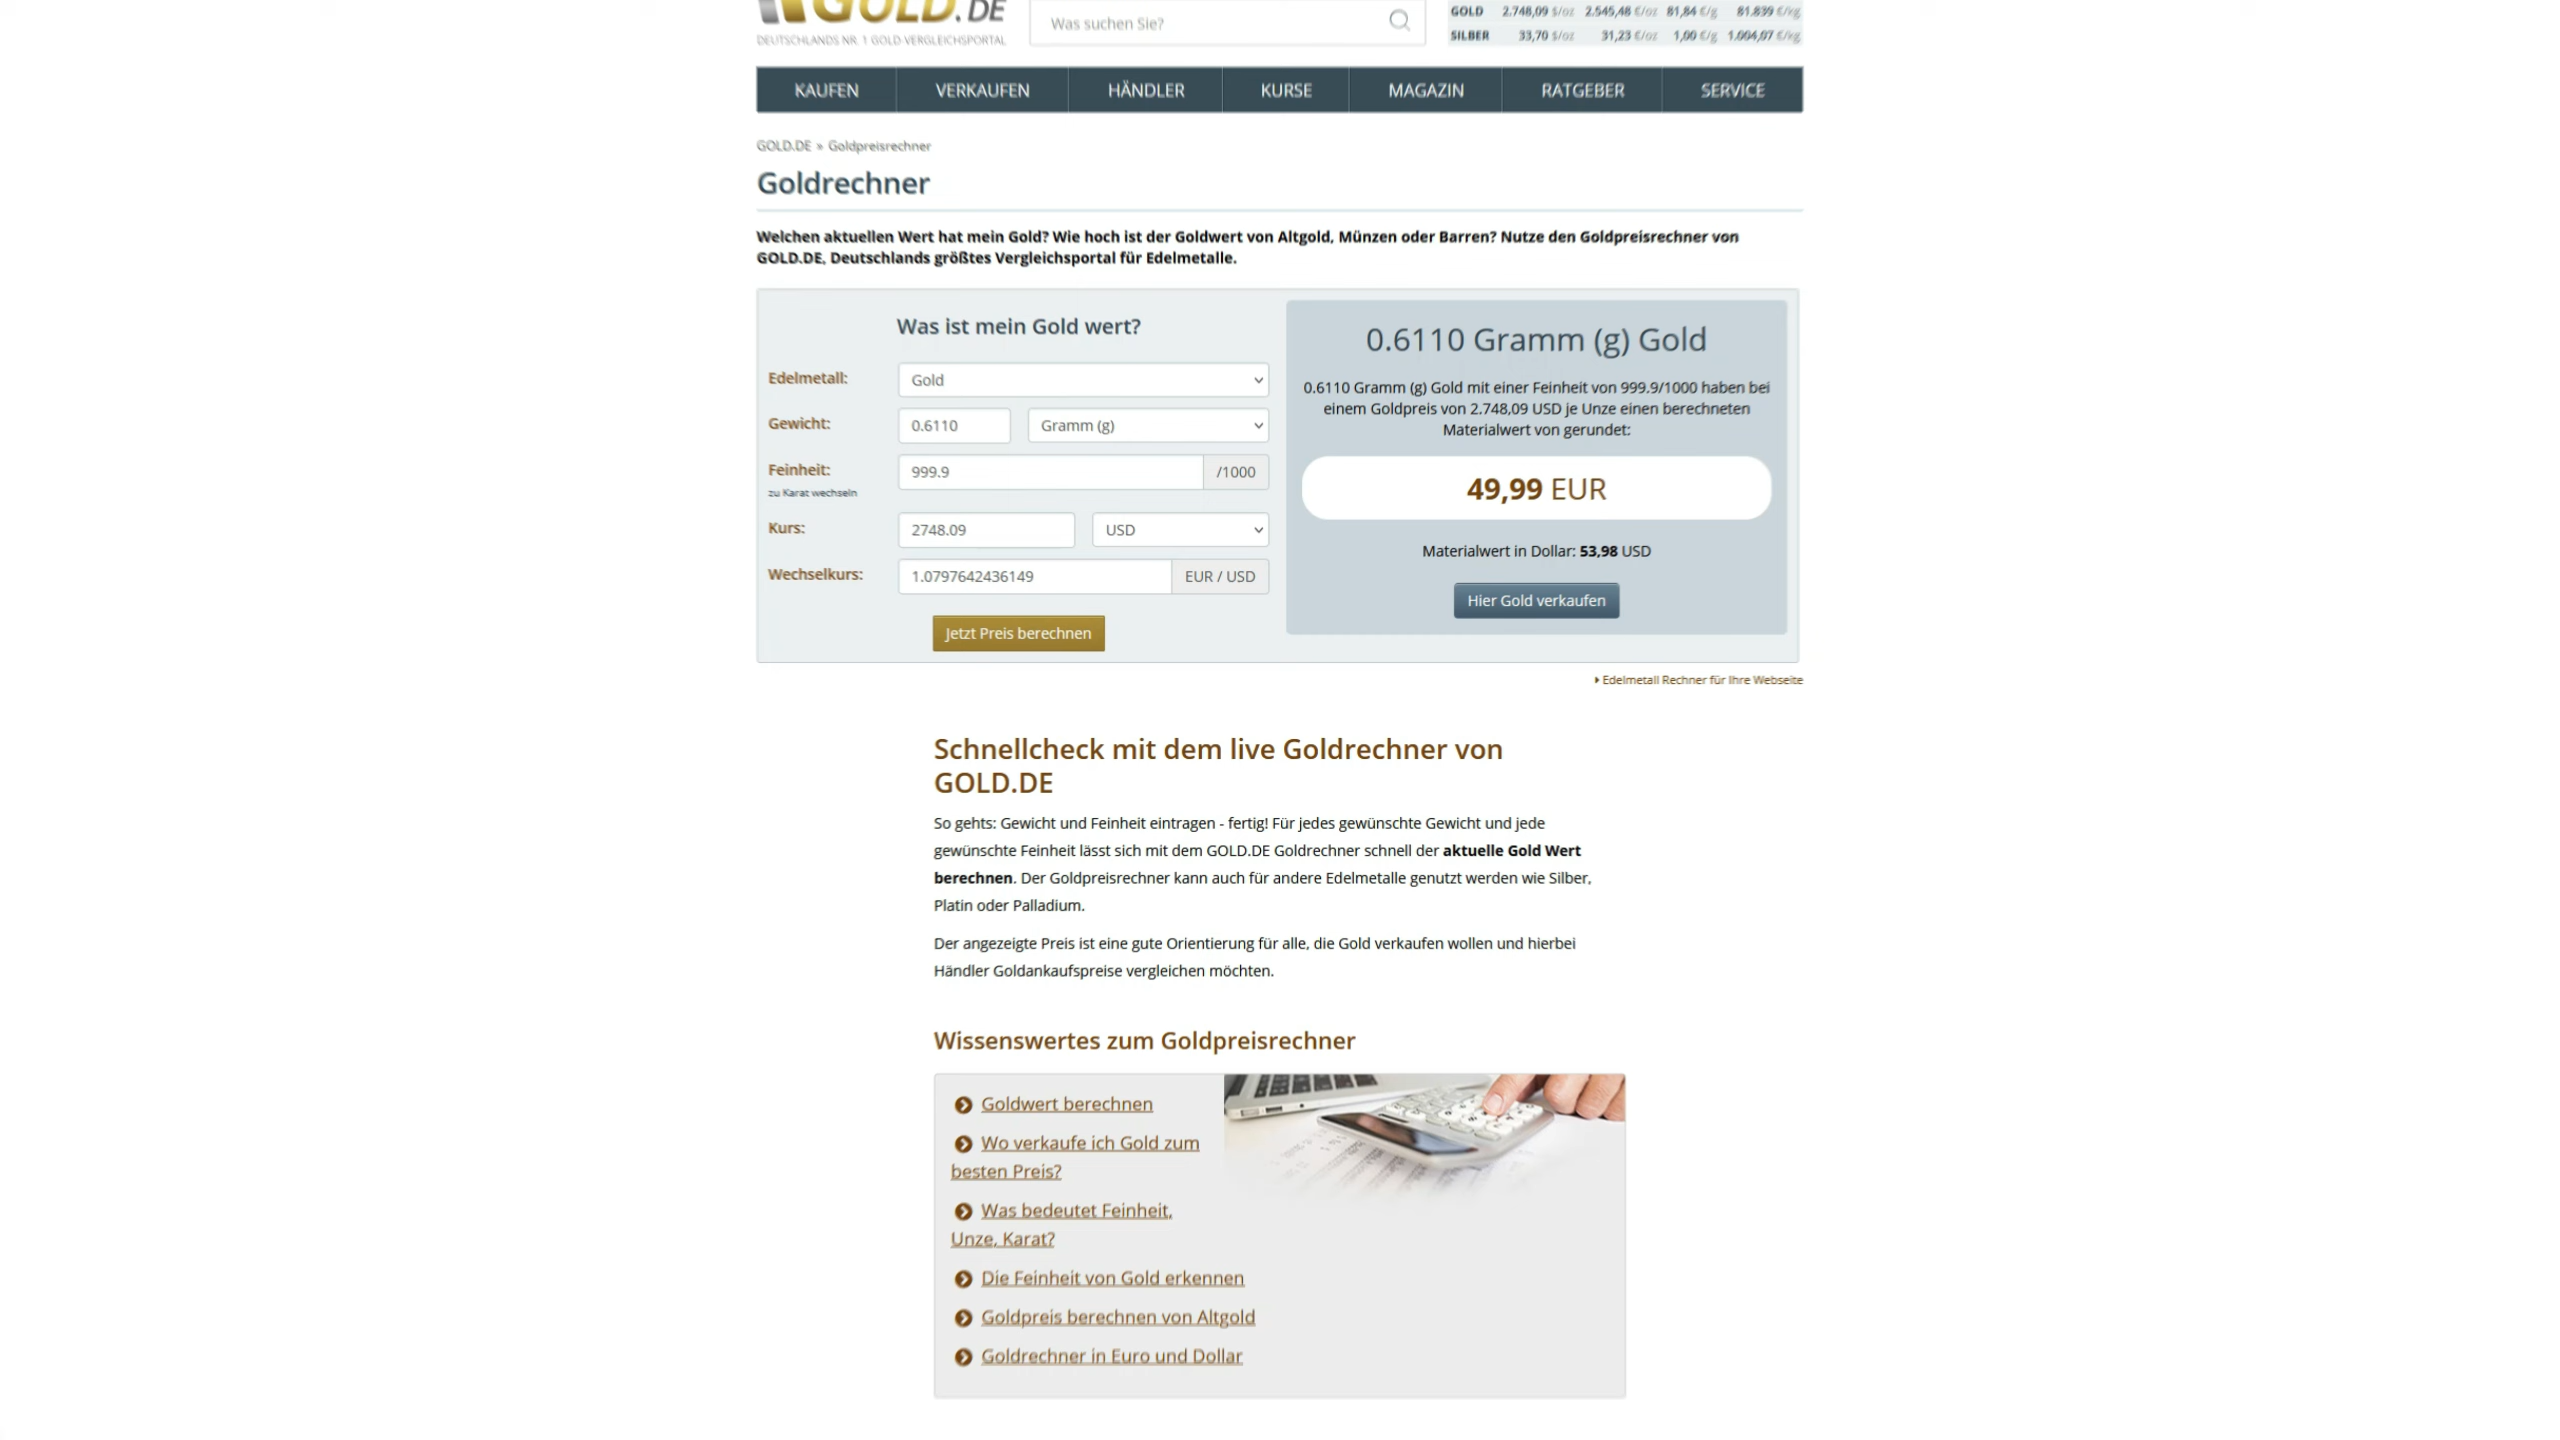 GOLD.DE
DEUTSCHLANDS NR. 1 GOLD-VERGLEICHSPORTAL
Was suchen Sie?
GOLD 2.748,09 $/oz 2.545,48 €/oz 81,84 €/g 81.839 €/kg
SILBER 33,70 $/oz 31,23 €/oz 1,00 €/g 1.004,07 €/kg
KAUFEN VERKAUFEN HÄNDLER KURSE MAGAZIN RATGEBER SERVICE
GOLD.DE » Goldpreisrechner
Goldrechner
Welchen aktuellen Wert hat mein Gold? Wie hoch ist der Goldwert von Altgold, Münzen oder Barren? Nutze den Goldpreisrechner von
GOLD.DE, Deutschlands größtes Vergleichsportal für Edelmetalle.
Was ist mein Gold wert?
Edelmetall: Gold
Gewicht: 0.6110 Gramm (g)
Feinheit: 999.9 /1000
zu Karat wechseln
Kurs: 2748.09 USD
Wechselkurs: 1.0797642436149 EUR / USD
Jetzt Preis berechnen
0.6110 Gramm (g) Gold
0.6110 Gramm (g) Gold mit einer Feinheit von 999.9/1000 haben bei
einem Goldpreis von 2.748,09 USD je Unze einen berechneten
Materialwert von gerundet:
49,99 EUR
Materialwert in Dollar: 53,98 USD
Hier Gold verkaufen
Edelmetall Rechner für Ihre Webseite
Schnellcheck mit dem live Goldrechner von
GOLD.DE
So gehts: Gewicht und Feinheit eintragen - fertig! Für jedes gewünschte Gewicht und jede
gewünschte Feinheit lässt sich mit dem GOLD.DE Goldrechner schnell der aktuelle Gold Wert
berechnen. Der Goldpreisrechner kann auch für andere Edelmetalle genutzt werden wie Silber,
Platin oder Palladium.
Der angezeigte Preis ist eine gute Orientierung für alle, die Gold verkaufen wollen und hierbei
Händler Goldankaufspreise vergleichen möchten.
Wissenswertes zum Goldpreisrechner
Goldwert berechnen
Wo verkaufe ich Gold zum
besten Preis?
Was bedeutet Feinheit,
Unze, Karat?
Die Feinheit von Gold erkennen
Goldpreis berechnen von Altgold
Goldrechner in Euro und Dollar